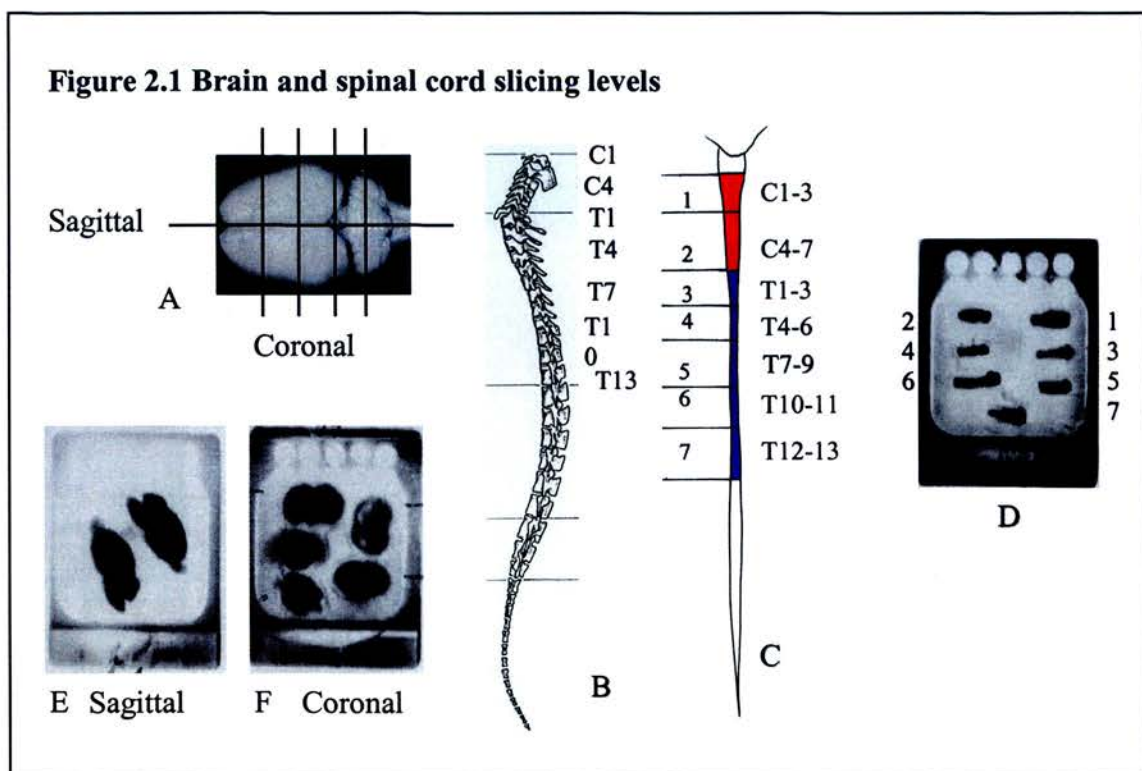 Figure 2.1 Brain and spinal cord slicing levels
Sagittal
A
Coronal
C1
C4
T1
T4
T7
T1
0
T13
B
1
2
3
4
5
6
7
C1-3
C4-7
T1-3
T4-6
T7-9
T10-11
T12-13
C
2
4
6
1
3
5
7
D
E Sagittal
F Coronal